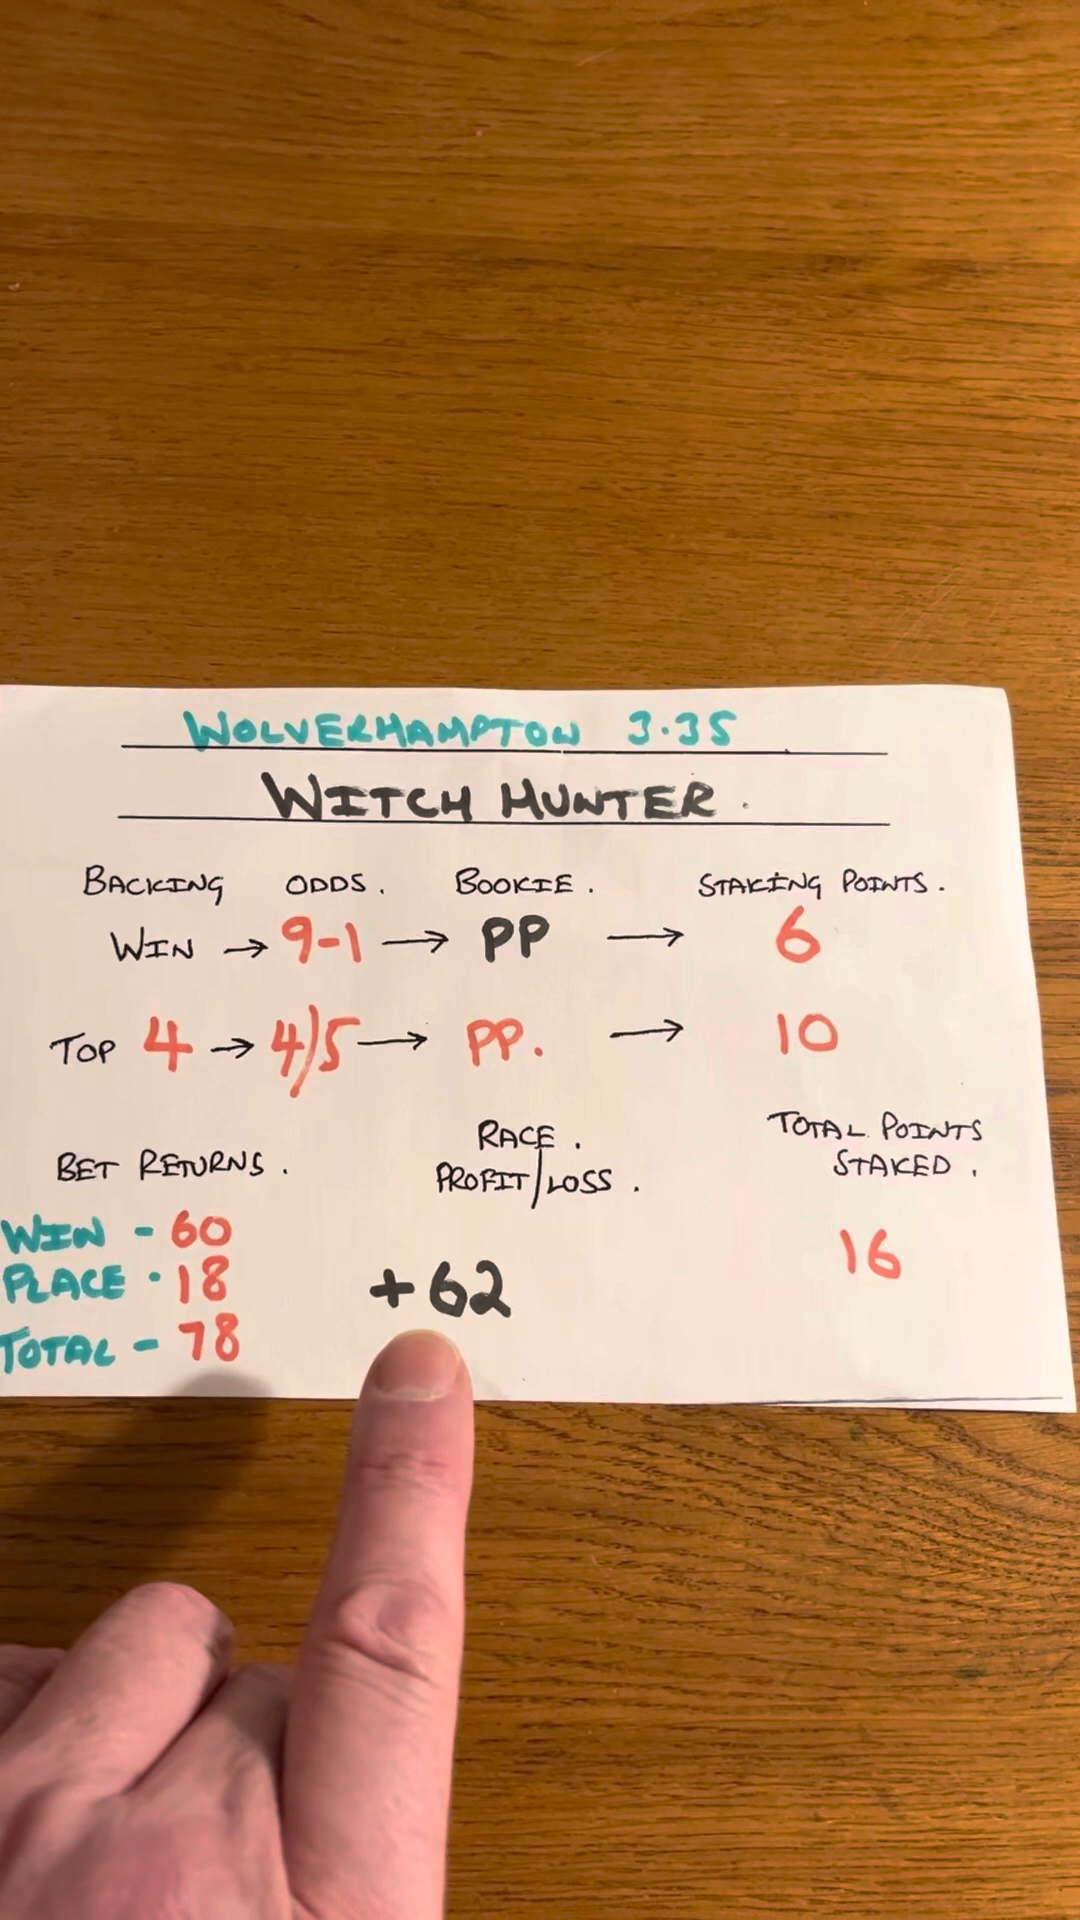 WOLVERHAMPTON 3.35
WITCH HUNTER.
BACKING ODDS. BOOKIE. STAKING POINTS.
WIN → 9-1 → PP → 6
TOP 4 → 4/5 → PP. → 10
BET RETURNS.
RACE.
PROFIT/LOSS.
TOTAL POINTS
STAKED.
WIN - 60
PLACE - 18
TOTAL - 78
+62
16